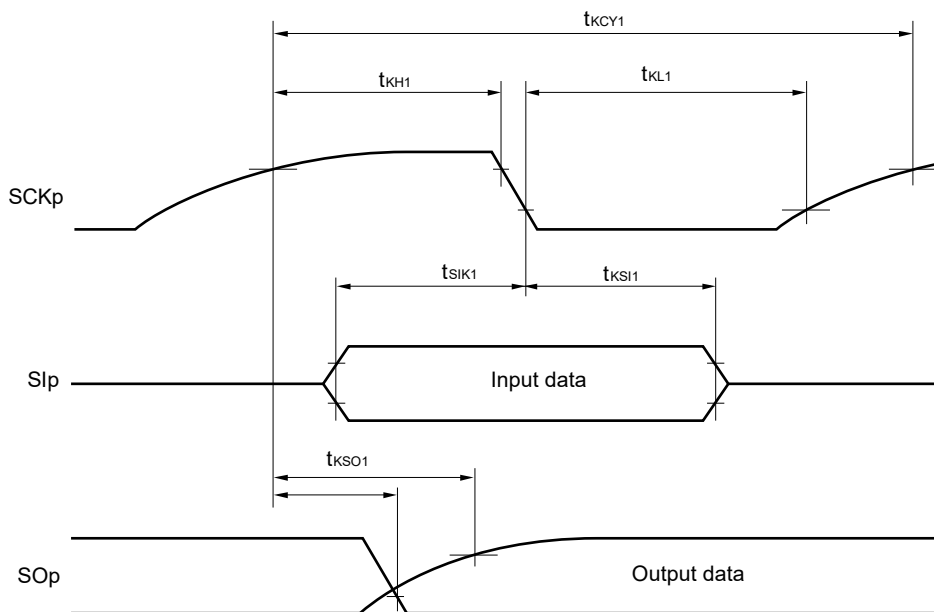 tKCY1
tKH1
tKL1
SCKp
tSIK1
tKSI1
SIp
Input data
tKSO1
SOp
Output data